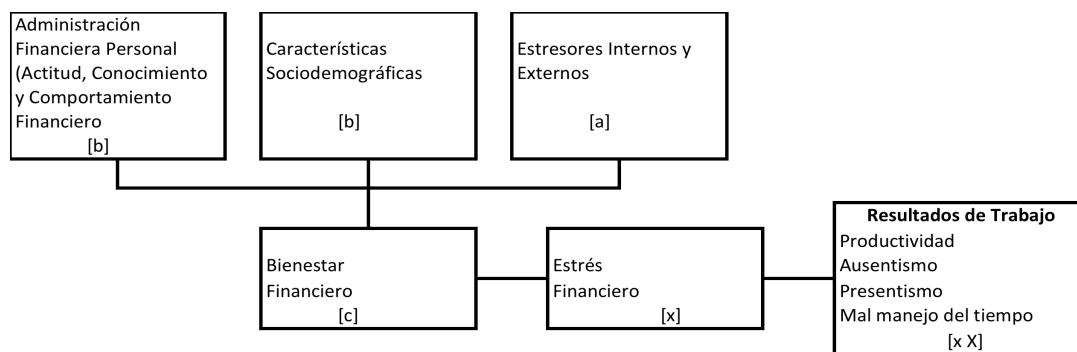 Administración
Financiera Personal
(Actitud, Conocimiento
y Comportamiento
Financiero
[b]
Características
Sociodemográficas
[b]
Estresores Internos y
Externos
[a]
Bienestar
Financiero
[c]
Estrés
Financiero
[x]
Resultados de Trabajo
Productividad
Ausentismo
Presentismo
Mal manejo del tiempo
[x X]